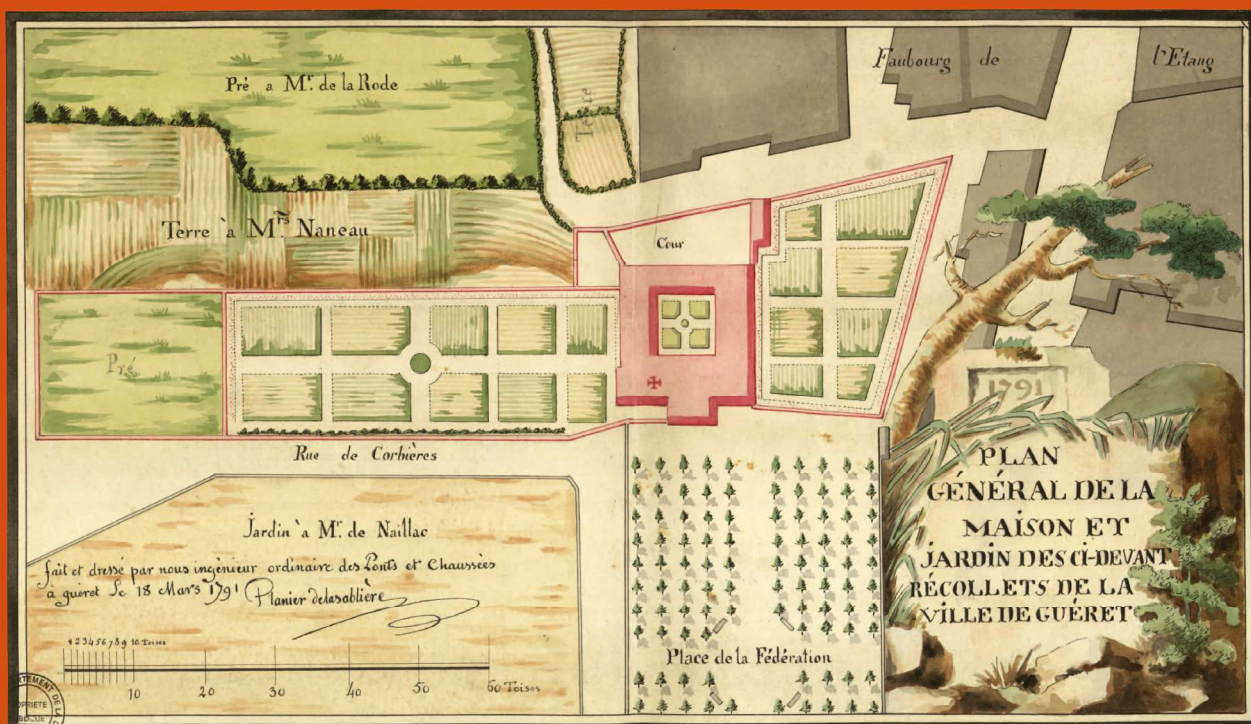 Pré a Mr. de la Rode
Terre
Faubourg de l'Etang
Terre à Mrs Naneau
Cour
Pré
1791
Rue de Corbières
PLAN
GÉNÉRAL DE LA
MAISON ET
JARDIN DES CI-DEVANT
RÉCOLLETS DE LA
VILLE DE GUÉRET
Jardin à Mr. de Naillac
fait et dressé par nous ingénieur ordinaire des Ponts et Chaussées
à guéret Le 18 Mars 1791 Planier delasablière
1 2 3 4 5 6 7 8 9 10 Toises
10 20 30 40 50 60 Toises
Place de la Fédération